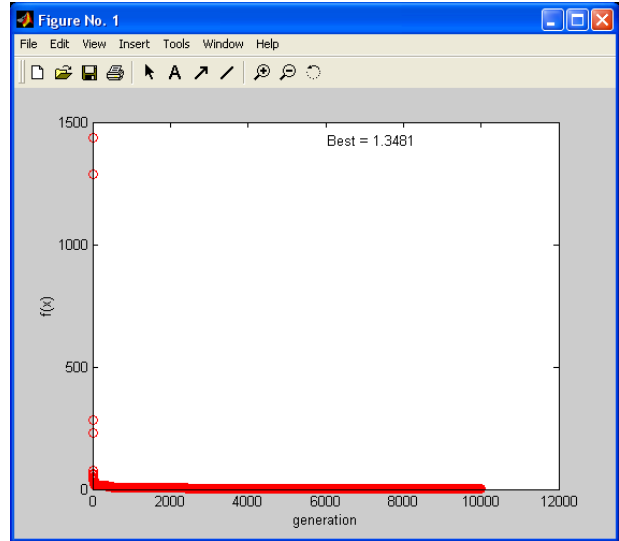 Figure No. 1
File Edit View Insert Tools Window Help
A
1500
Best = 1.3481
1000
f(x)
500
0
0 2000 4000 6000 8000 10000 12000
generation